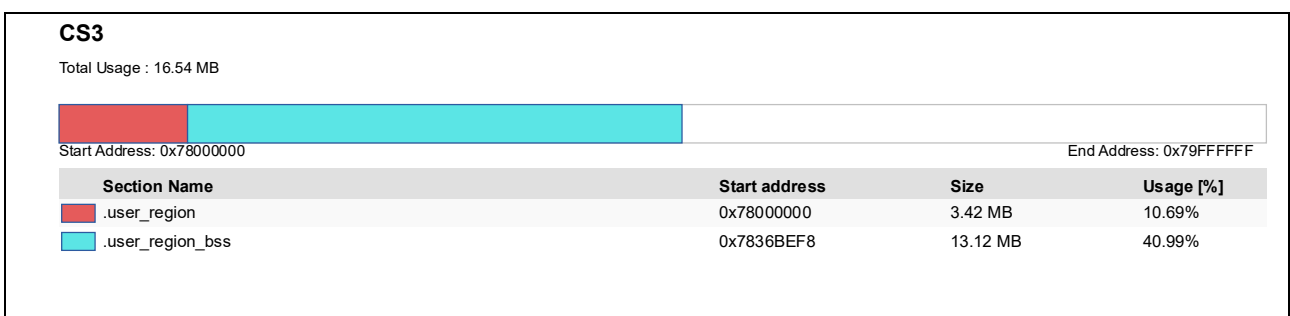 CS3
Total Usage : 16.54 MB
Start Address: 0x78000000 End Address: 0x79FFFFFF
Section Name Start address Size Usage [%]
.user_region 0x78000000 3.42 MB 10.69%
.user_region_bss 0x7836BEF8 13.12 MB 40.99%